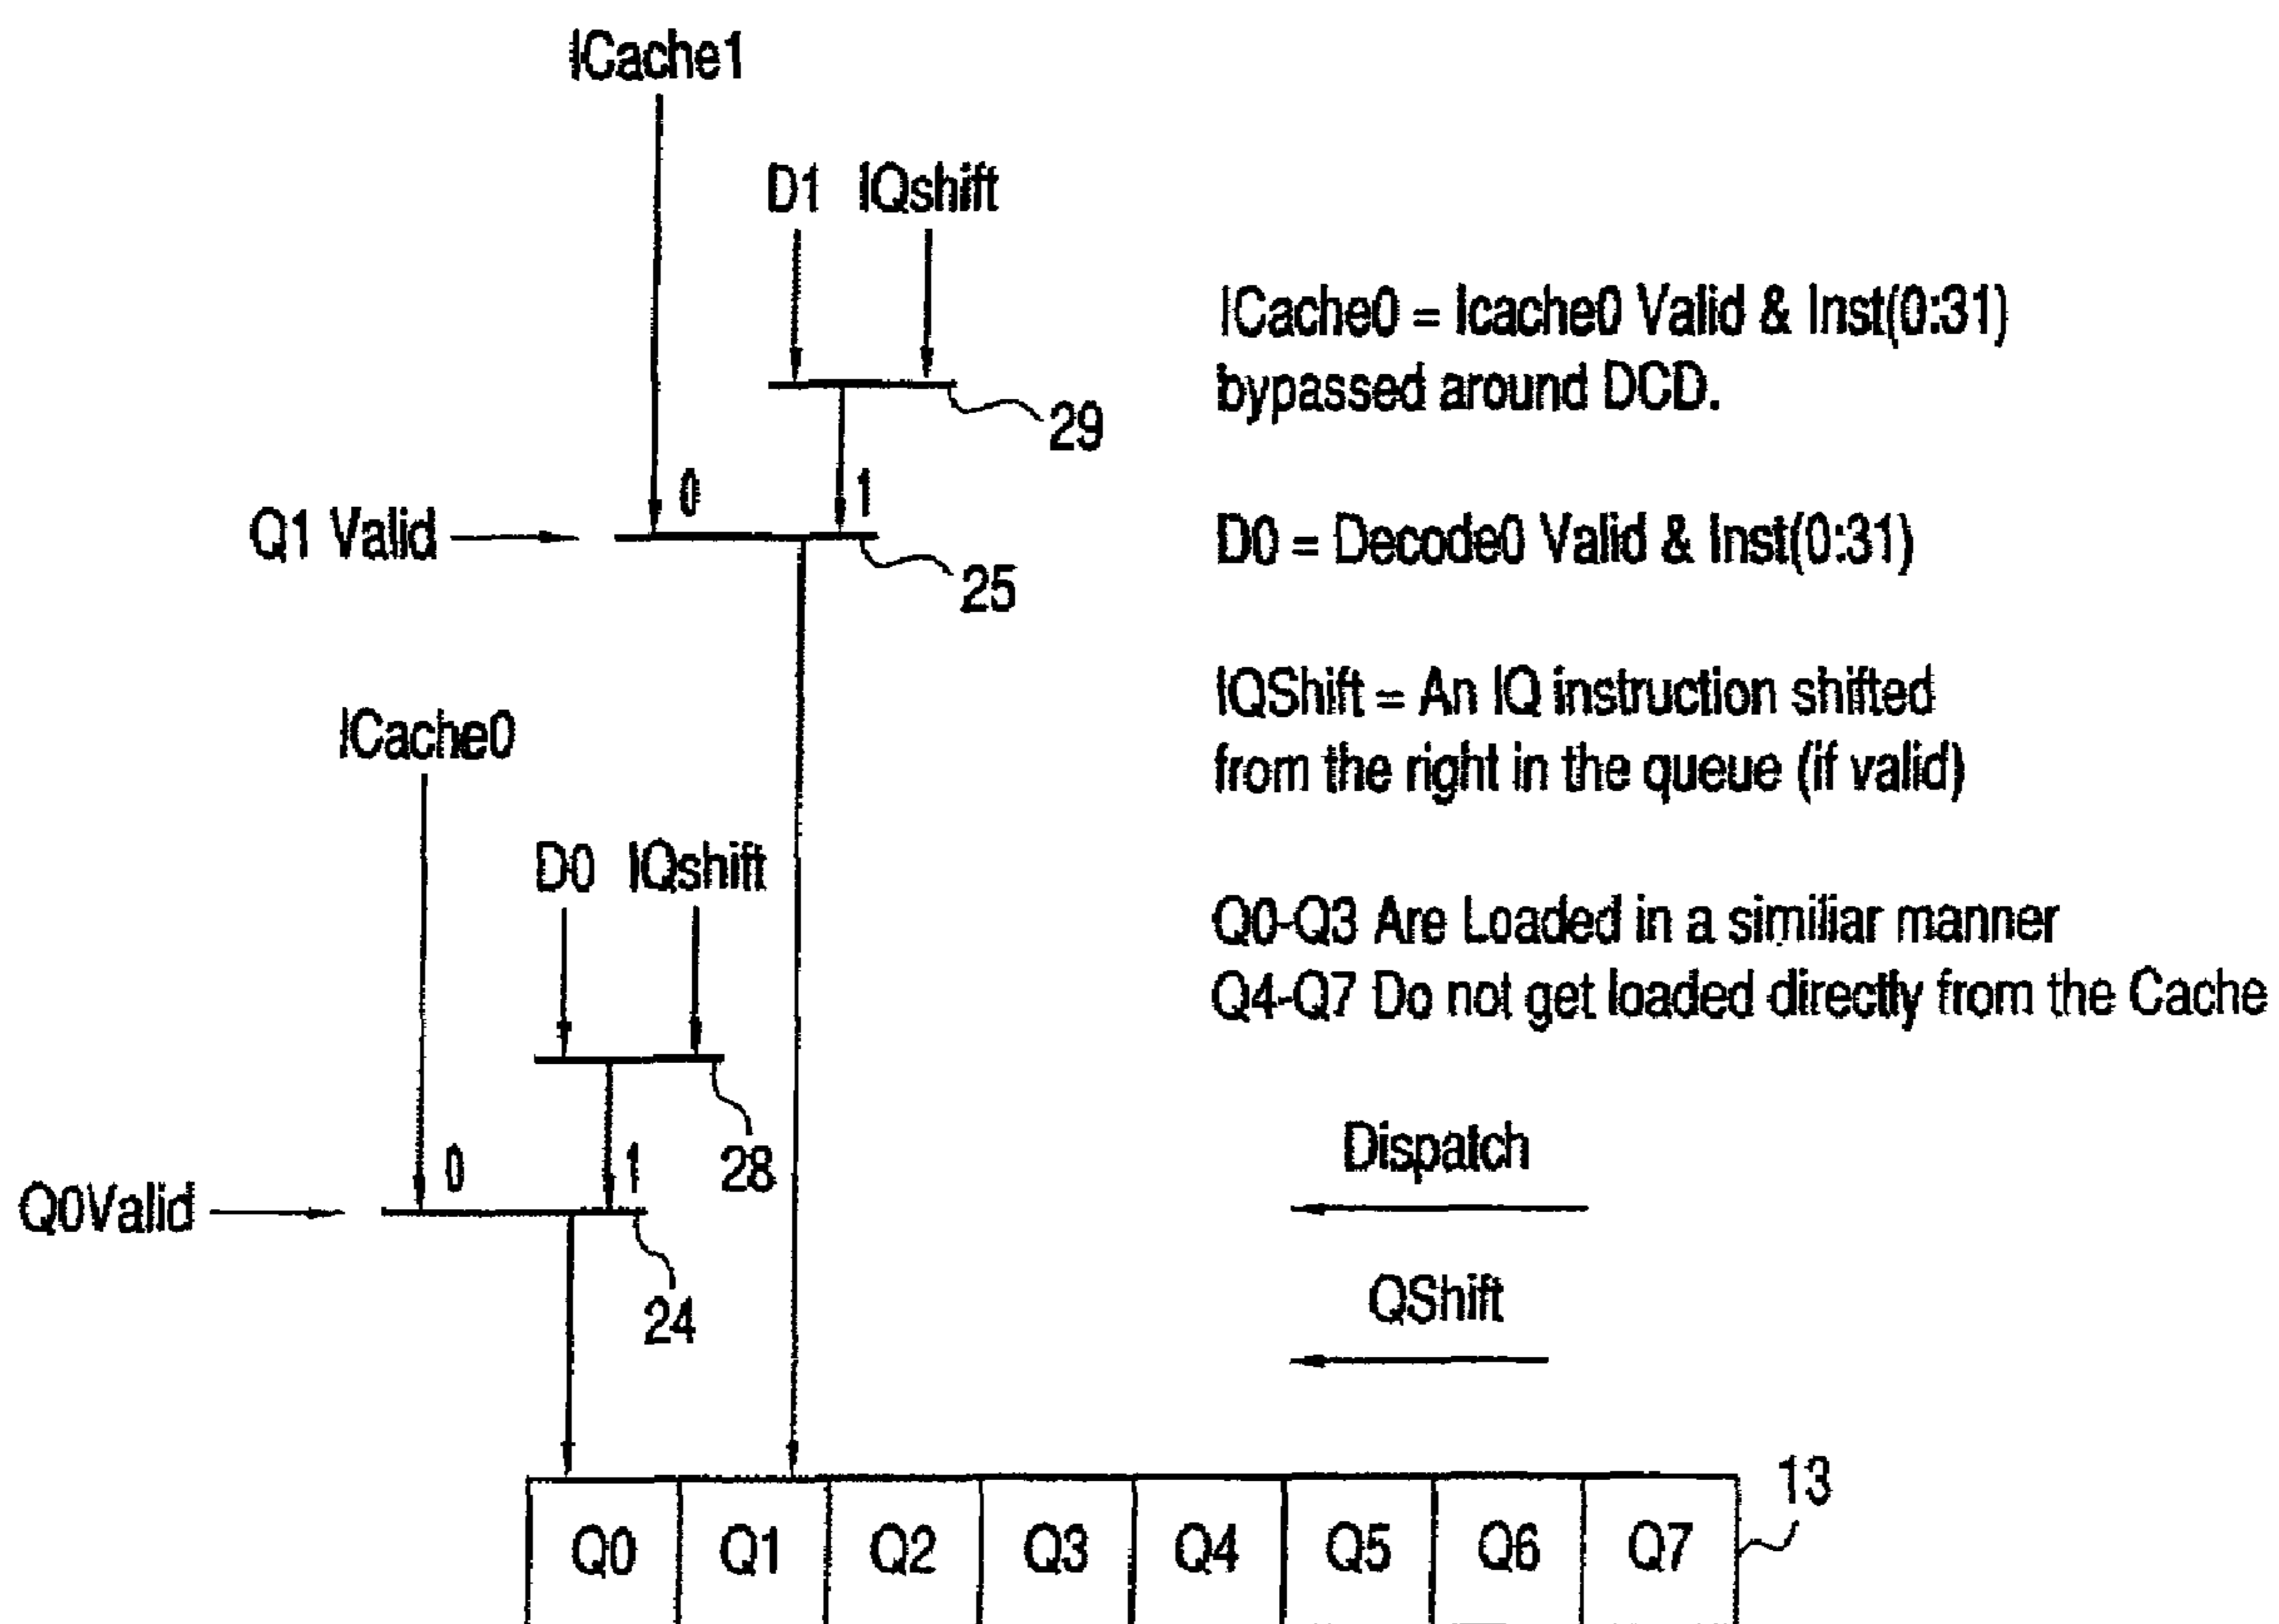 ICache1
D1 IQshift
29
0
1
Q1 Valid
25
ICache0
D0 IQshift
28
0
1
Q0Valid
24
ICache0 = Icache0 Valid & Inst(0:31)
bypassed around DCD.
D0 = Decode0 Valid & Inst(0:31)
IQShift = An IQ instruction shifted
from the right in the queue (if valid)
Q0-Q3 Are Loaded in a similiar manner
Q4-Q7 Do not get loaded directly from the Cache
Dispatch
QShift
13
Q0 Q1 Q2 Q3 Q4 Q5 Q6 Q7